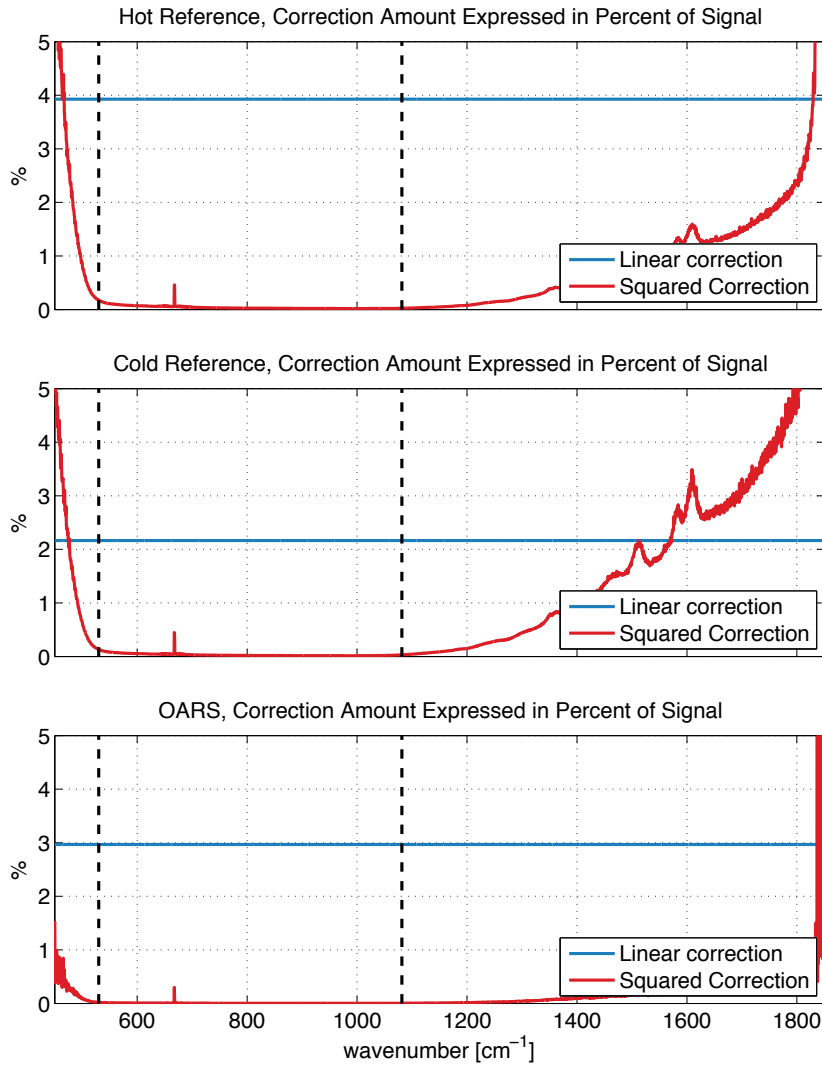 Hot Reference, Correction Amount Expressed in Percent of Signal
5
4
3
2
1
0
%
Linear correction
Squared Correction
Cold Reference, Correction Amount Expressed in Percent of Signal
5
4
3
2
1
0
%
Linear correction
Squared Correction
OARS, Correction Amount Expressed in Percent of Signal
5
4
3
2
1
0
%
Linear correction
Squared Correction
600 800 1000 1200 1400 1600 1800
wavenumber [cm⁻¹]